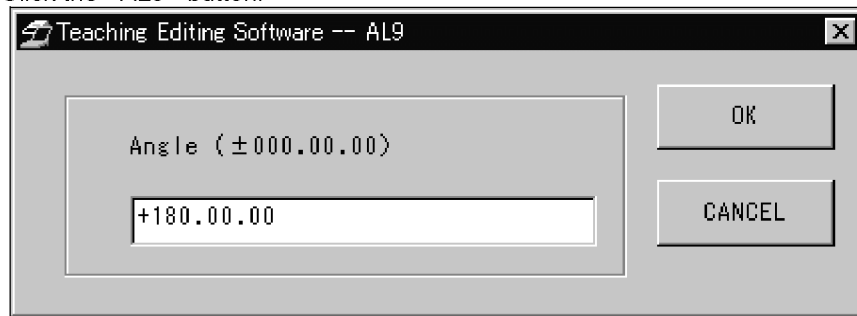 Teaching Editing Software -- AL9
OK
Angle (±000.00.00)
+180.00.00
CANCEL